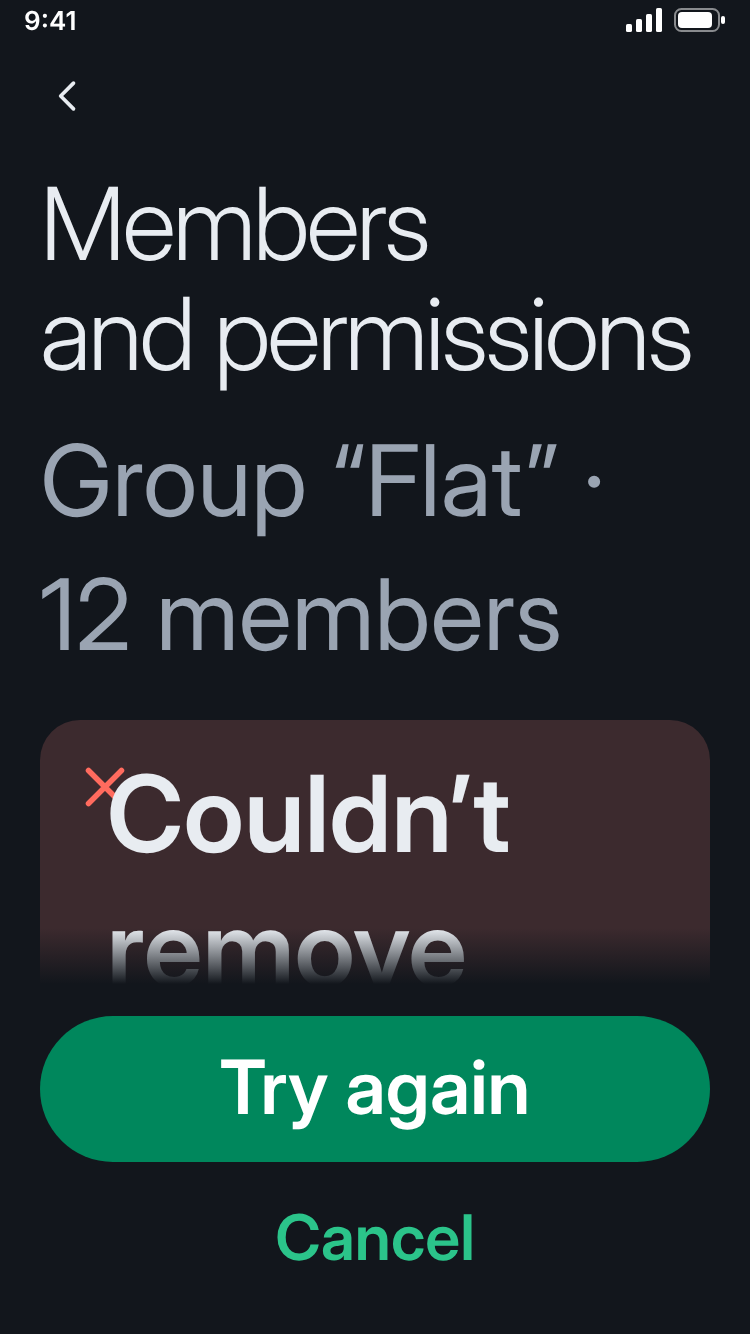 9:41
Members
and permissions
Group “Flat” ·
12 members
Couldn’t
remove
Try again
Cancel